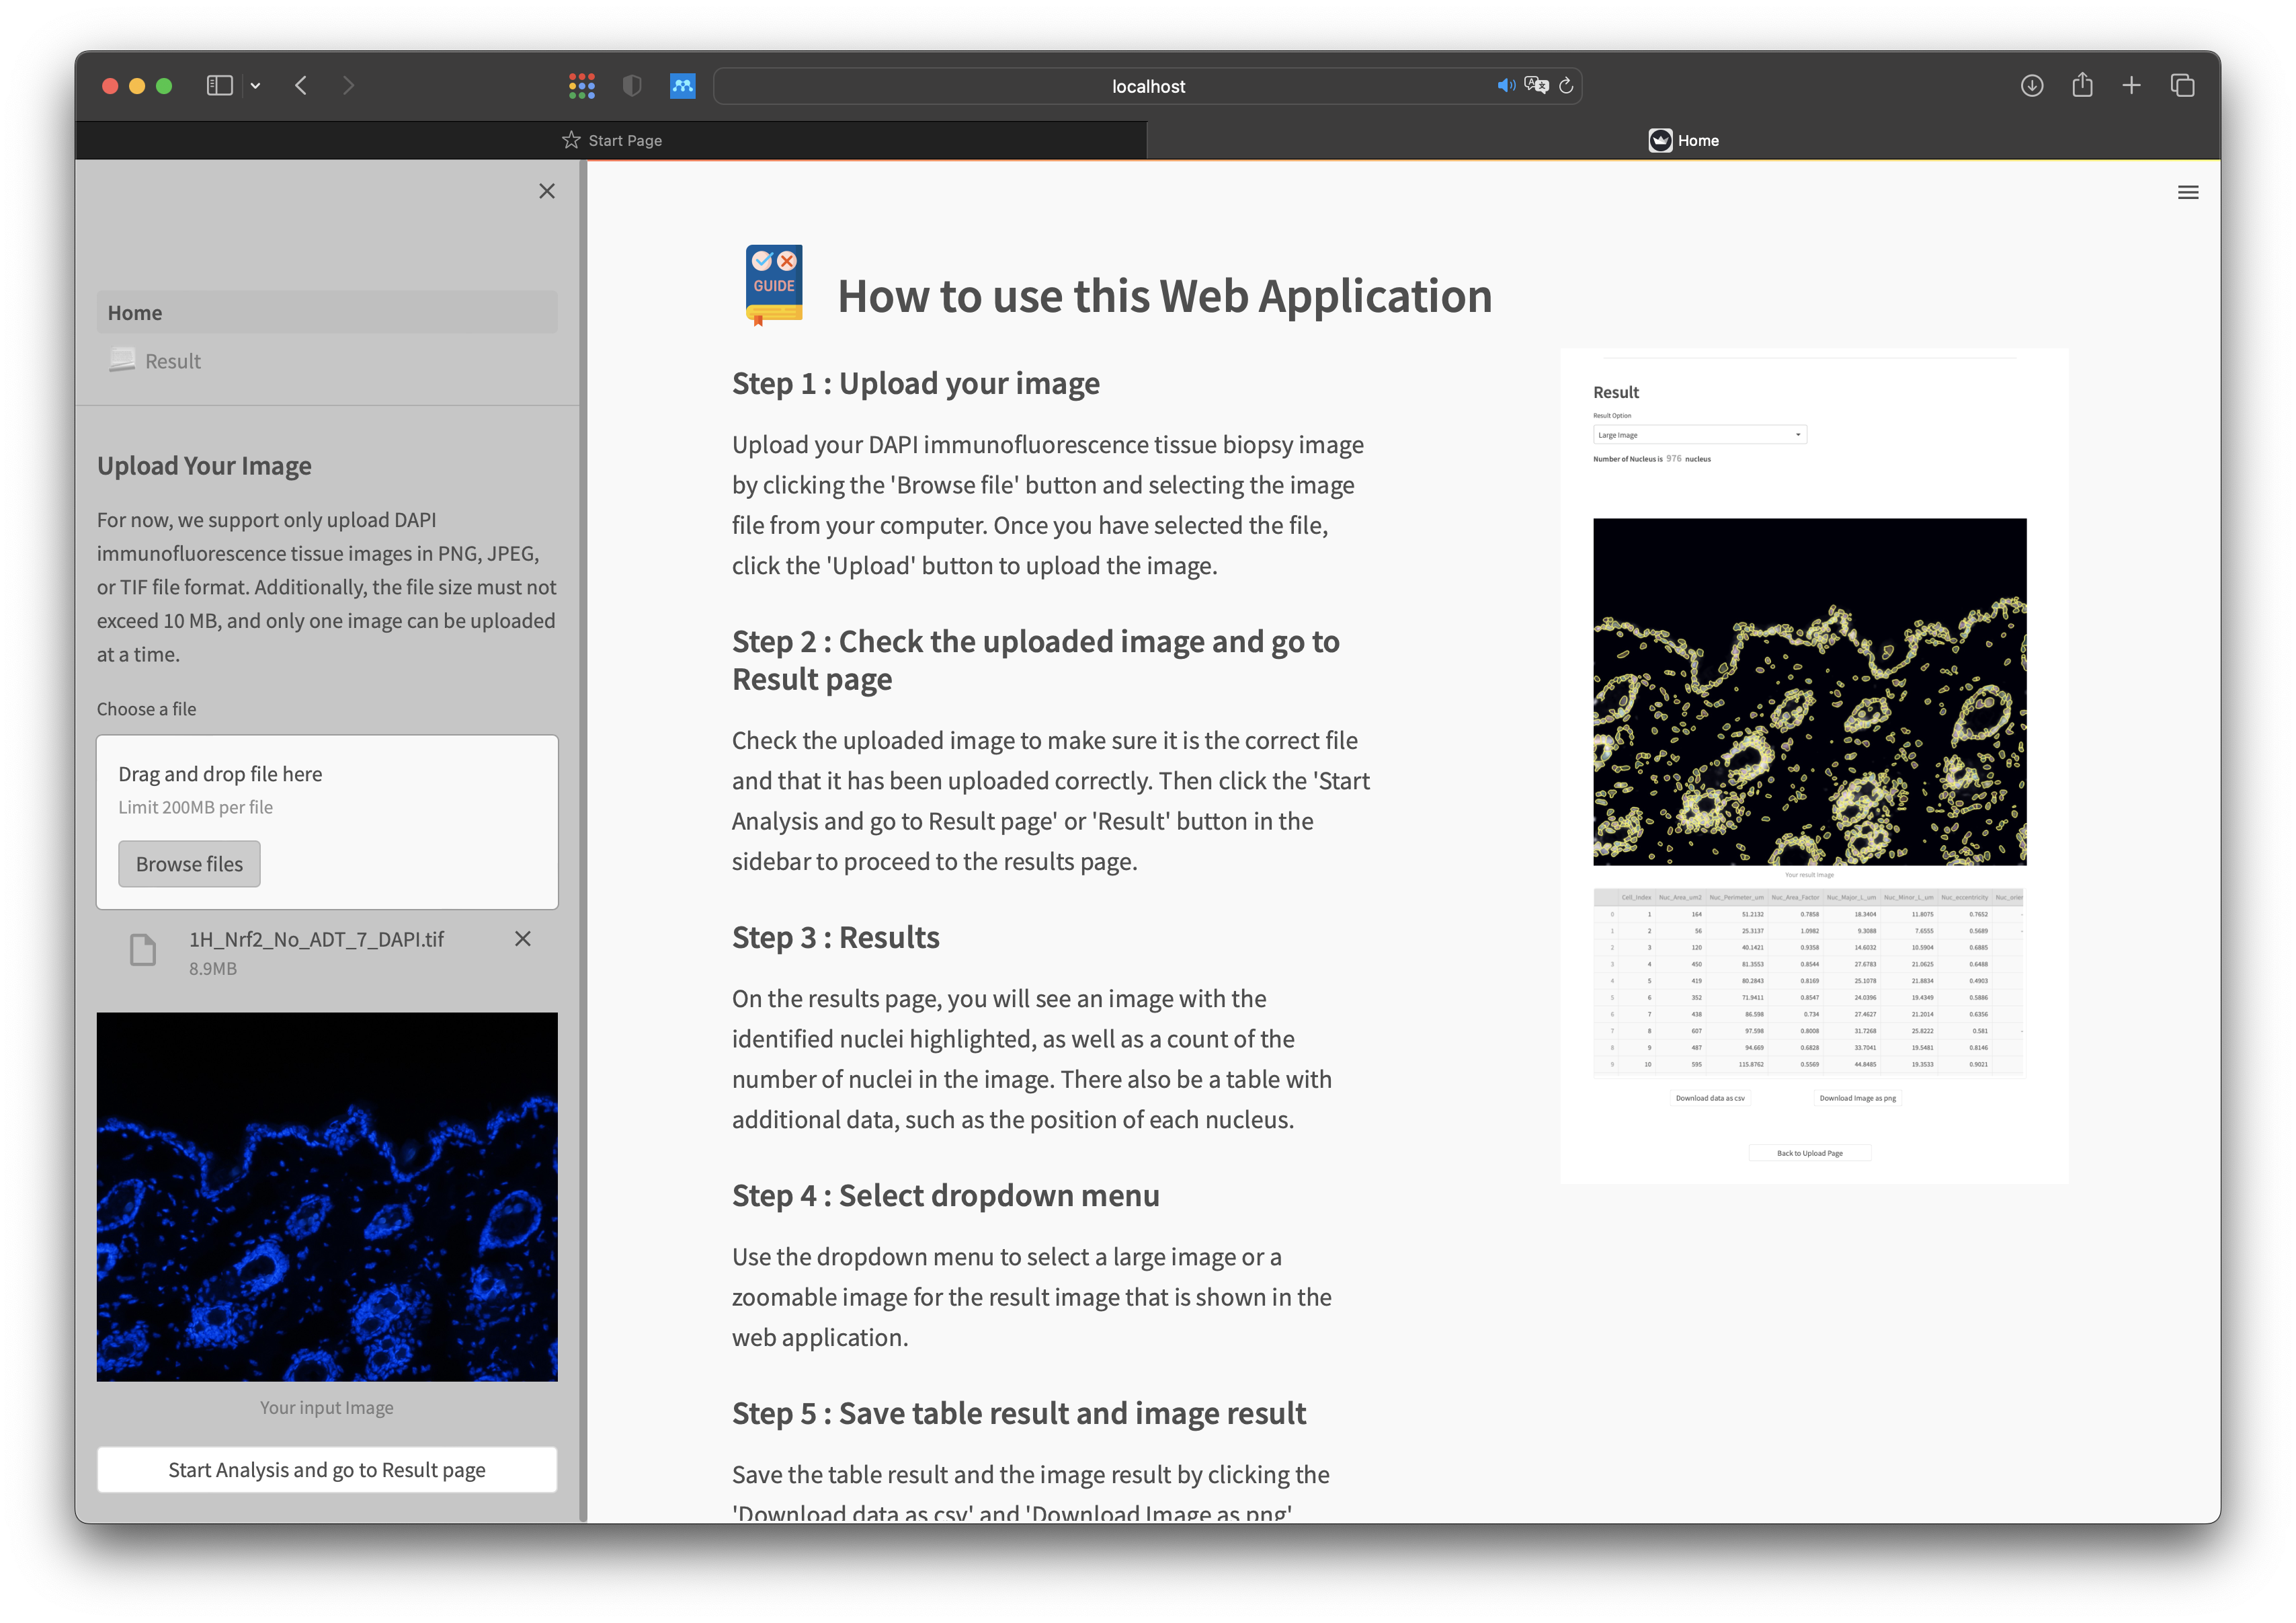 localhost
Start Page
Home
Home
Result
Upload Your Image
For now, we support only upload DAPI
immunofluorescence tissue images in PNG, JPEG,
or TIF file format. Additionally, the file size must not
exceed 10 MB, and only one image can be uploaded
at a time.
Choose a file
Drag and drop file here
Limit 200MB per file
Browse files
1H_Nrf2_No_ADT_7_DAPI.tif
8.9MB
Your input Image
Start Analysis and go to Result page
GUIDE
How to use this Web Application
Step 1 : Upload your image
Upload your DAPI immunofluorescence tissue biopsy image
by clicking the 'Browse file' button and selecting the image
file from your computer. Once you have selected the file,
click the 'Upload' button to upload the image.
Step 2 : Check the uploaded image and go to
Result page
Check the uploaded image to make sure it is the correct file
and that it has been uploaded correctly. Then click the 'Start
Analysis and go to Result page' or 'Result' button in the
sidebar to proceed to the results page.
Step 3 : Results
On the results page, you will see an image with the
identified nuclei highlighted, as well as a count of the
number of nuclei in the image. There also be a table with
additional data, such as the position of each nucleus.
Step 4 : Select dropdown menu
Use the dropdown menu to select a large image or a
zoomable image for the result image that is shown in the
web application.
Step 5 : Save table result and image result
Save the table result and the image result by clicking the
'Download data as csv' and 'Download Image as png'
Result
Result Option
Large Image
Number of Nucleus is 976 nucleus
Your result Image
Cell_Index Nuc_Area_um2 Nuc_Perimeter_um Nuc_Area_Factor Nuc_Major_L_um Nuc_Minor_L_um Nuc_eccentricity Nuc_orien
0 1 164 51.2132 0.7858 18.3404 11.8075 0.7652 -
1 2 56 25.3137 1.0982 9.3088 7.6555 0.5689 -
2 3 120 40.1421 0.9358 14.6032 10.5904 0.6885
3 4 450 81.3553 0.8544 27.6783 21.0625 0.6488
4 5 419 80.2843 0.8169 25.1078 21.8834 0.4903
5 6 352 71.9411 0.8547 24.0396 19.4349 0.5886
6 7 438 86.598 0.734 27.4627 21.2014 0.6356
7 8 607 97.598 0.8008 31.7268 25.8222 0.581 -
8 9 487 94.669 0.6828 33.7041 19.5481 0.8146
9 10 595 115.8762 0.5569 44.8485 19.3533 0.9021
Download data as csv
Download Image as png
Back to Upload Page